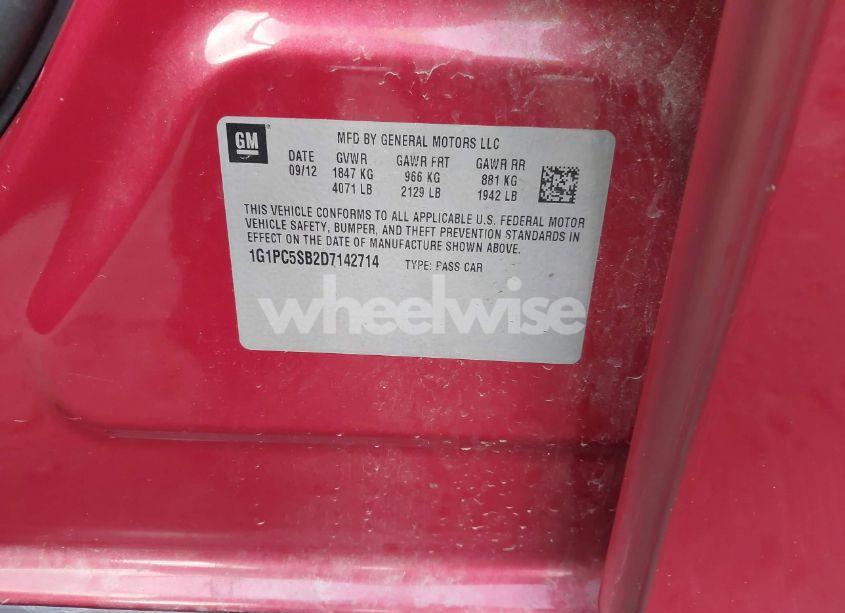 GM
MFD BY GENERAL MOTORS LLC
DATE GVWR GAWR FRT GAWR RR
09/12 1847 KG 966 KG 881 KG
4071 LB 2129 LB 1942 LB
THIS VEHICLE CONFORMS TO ALL APPLICABLE U.S. FEDERAL MOTOR
VEHICLE SAFETY, BUMPER, AND THEFT PREVENTION STANDARDS IN
EFFECT ON THE DATE OF MANUFACTURE SHOWN ABOVE.
1G1PC5SB2D7142714 TYPE: PASS CAR
wheelwise